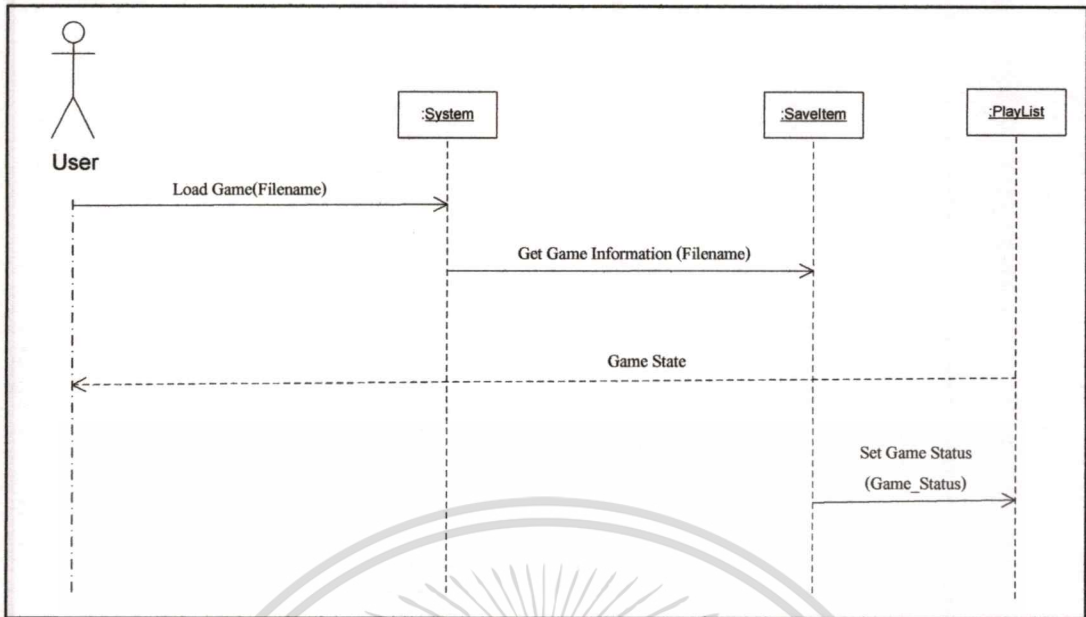 :System
:SaveItem
:PlayList
User
Load Game(Filename)
Get Game Information (Filename)
Game State
Set Game Status
(Game_Status)